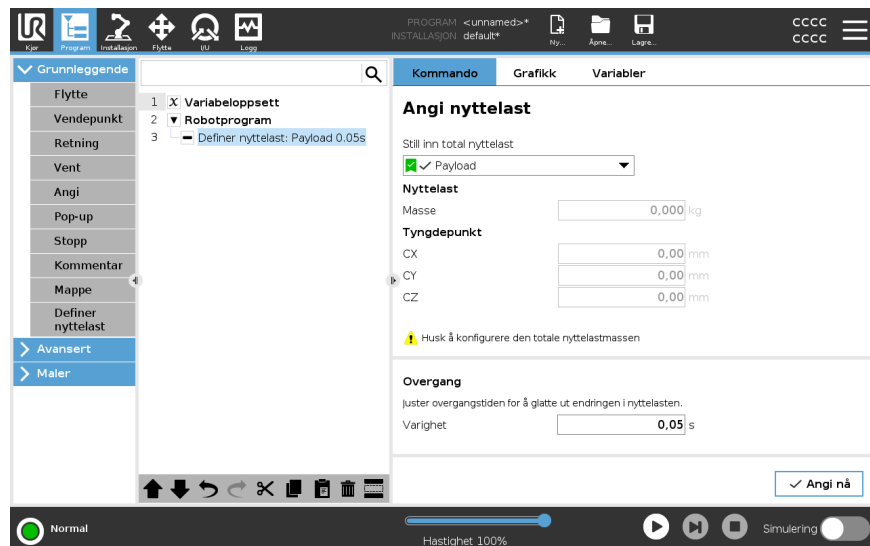 PROGRAM <unnamed>*
INSTALLASJON default*
CCCC
CCCC
Kjør
Program
Installasjon
Flytte
I/U
Logg
Ny...
Åpne...
Lagre...
Grunnleggende
Flytte
Vendepunkt
Retning
Vent
Angi
Pop-up
Stopp
Kommentar
Mappe
Definer
nyttelast
Avansert
Maler
1 X Variabeloppsett
2 Robotprogram
3 Definer nyttelast: Payload 0.05s
Kommando Grafikk Variabler
Angi nyttelast
Still inn total nyttelast
Payload
Nyttelast
Masse 0,000 kg
Tyngdepunkt
CX 0,00 mm
CY 0,00 mm
CZ 0,00 mm
Husk å konfigurere den totale nyttelastmassen
Overgang
Juster overgangstiden for å glatte ut endringen i nyttelasten.
Varighet 0,05 s
Angi nå
Normal
Hastighet 100%
Simulering